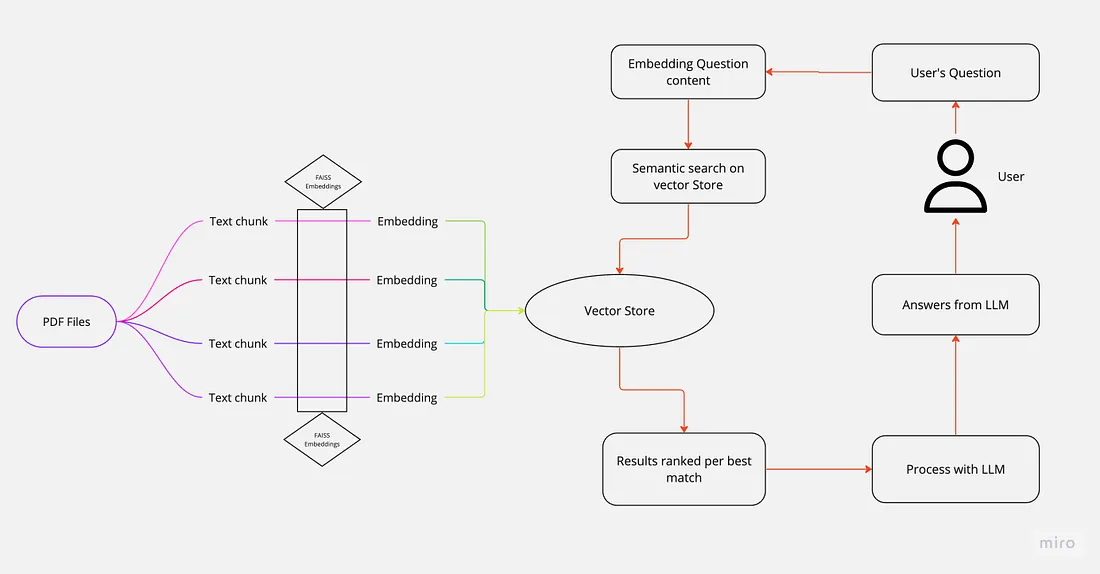 Embedding Question
content
User's Question
Semantic search on
vector Store
User
FAISS
Embeddings
Text chunk
Embedding
Text chunk
Embedding
PDF Files
Vector Store
Answers from LLM
Text chunk
Embedding
Text chunk
Embedding
FAISS
Embeddings
Results ranked per best
match
Process with LLM
miro